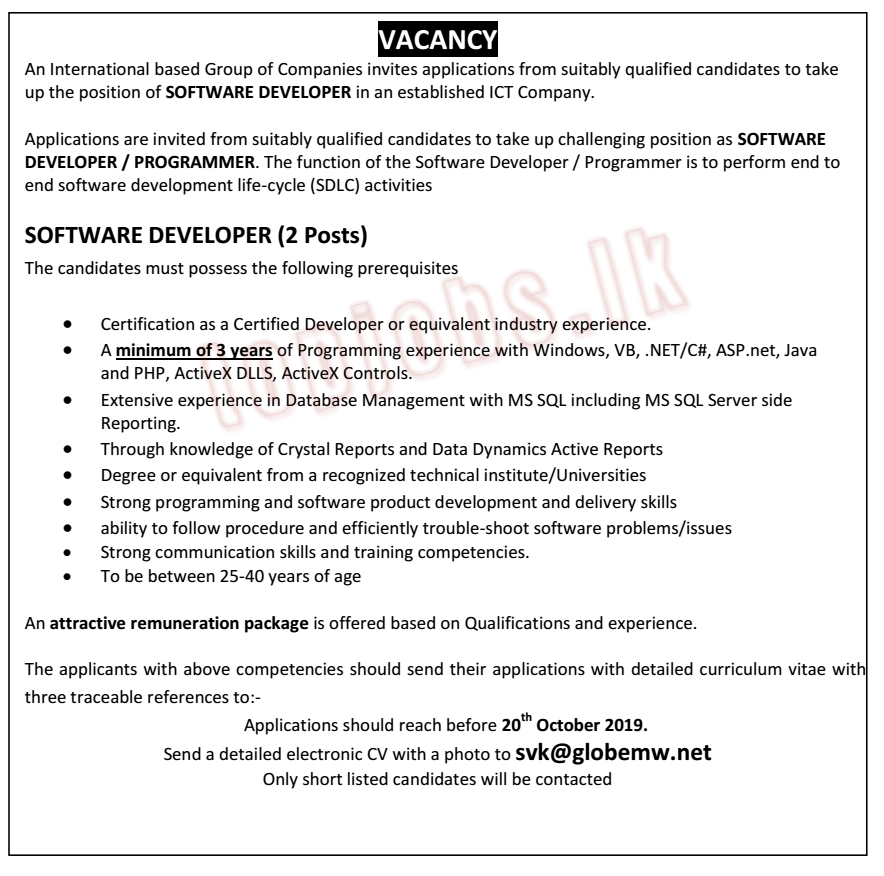 VACANCY
An International based Group of Companies invites applications from suitably qualified candidates to take
up the position of SOFTWARE DEVELOPER in an established ICT Company.
Applications are invited from suitably qualified candidates to take up challenging position as SOFTWARE
DEVELOPER / PROGRAMMER. The function of the Software Developer / Programmer is to perform end to
end software development life-cycle (SDLC) activities
SOFTWARE DEVELOPER (2 Posts)
The candidates must possess the following prerequisites
topjobs.lk
• Certification as a Certified Developer or equivalent industry experience.
• A minimum of 3 years of Programming experience with Windows, VB, .NET/C#, ASP.net, Java
and PHP, ActiveX DLLS, ActiveX Controls.
• Extensive experience in Database Management with MS SQL including MS SQL Server side
Reporting.
• Through knowledge of Crystal Reports and Data Dynamics Active Reports
• Degree or equivalent from a recognized technical institute/Universities
• Strong programming and software product development and delivery skills
• ability to follow procedure and efficiently trouble-shoot software problems/issues
• Strong communication skills and training competencies.
• To be between 25-40 years of age
An attractive remuneration package is offered based on Qualifications and experience.
The applicants with above competencies should send their applications with detailed curriculum vitae with
three traceable references to:-
Applications should reach before 20th October 2019.
Send a detailed electronic CV with a photo to svk@globemw.net
Only short listed candidates will be contacted